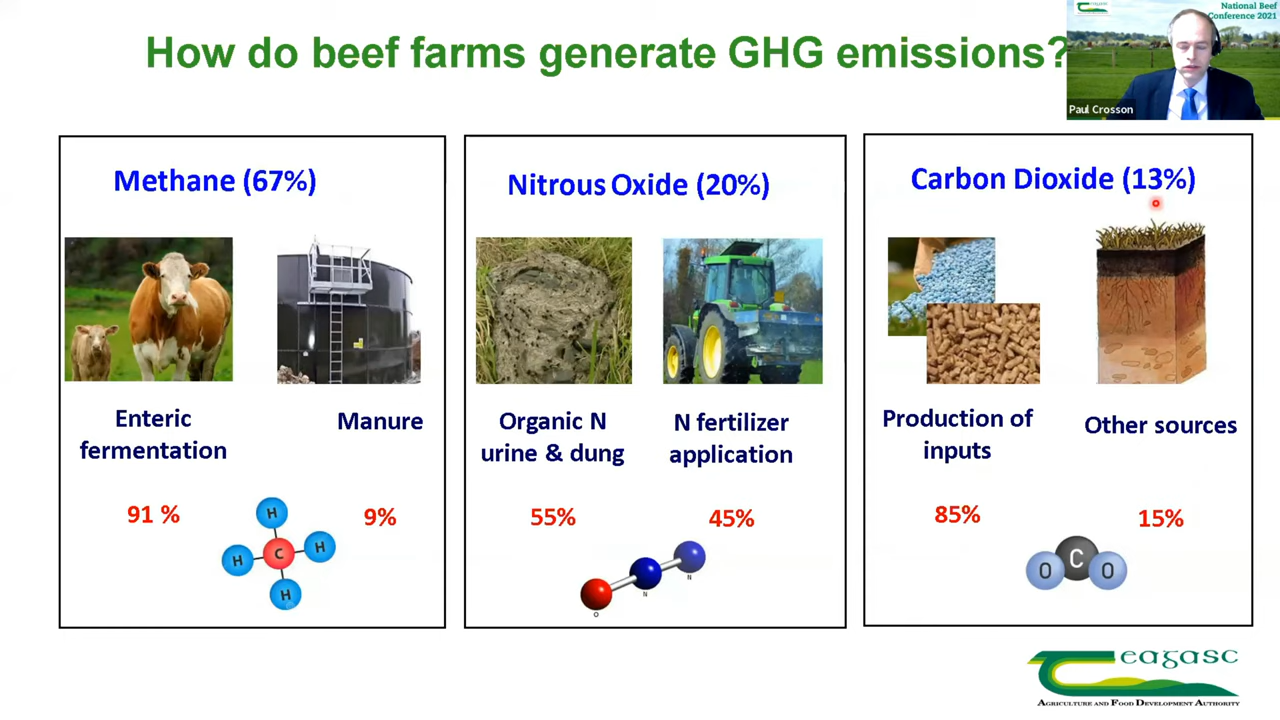 How do beef farms generate GHG emissions?
National Beef
Conference 2021
Paul Crosson
Methane (67%)
Enteric
fermentation
Manure
91 %
9%
H
H
C
H
H
Nitrous Oxide (20%)
Organic N
urine & dung
N fertilizer
application
55%
45%
N
N
O
Carbon Dioxide (13%)
Production of
inputs
Other sources
85%
15%
O
C
O
eagasc
AGRICULTURE AND FOOD DEVELOPMENT AUTHORITY